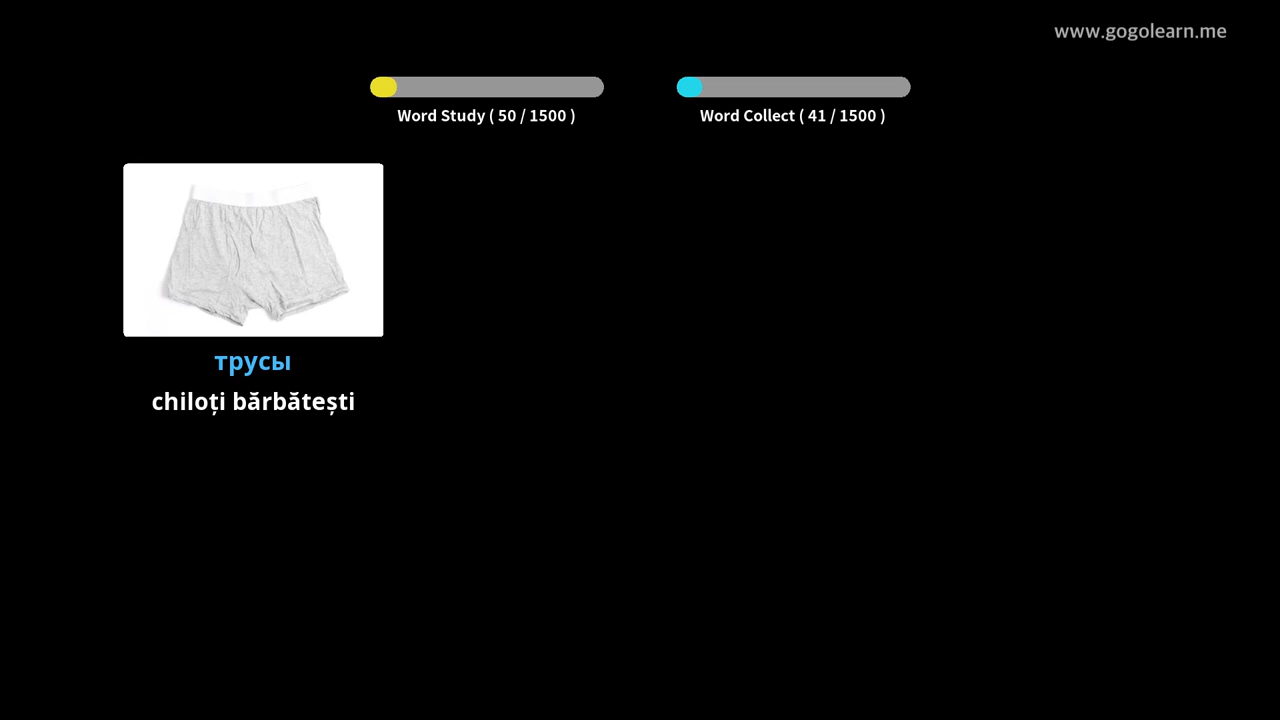 www.gogolearn.me
Word Study ( 50 / 1500 )
Word Collect ( 41 / 1500 )
трусы
chiloți bărbătești